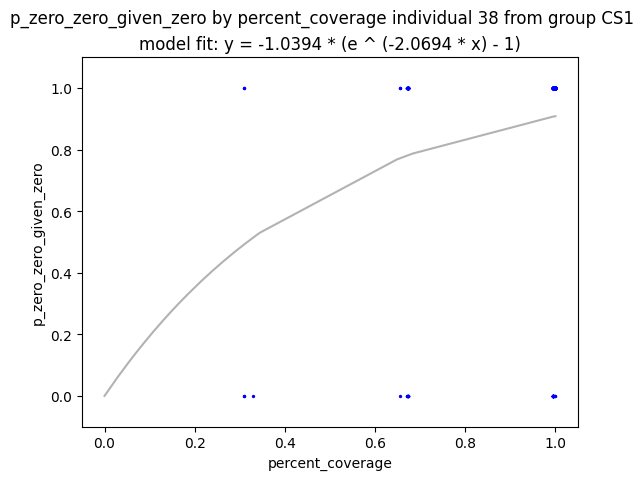 p_zero_zero_given_zero by percent_coverage individual 38 from group CS1
model fit: y = -1.0394 * (e ^ (-2.0694 * x) - 1)
1.0
0.8
0.6
0.4
0.2
0.0
p_zero_zero_given_zero
0.0 0.2 0.4 0.6 0.8 1.0
percent_coverage